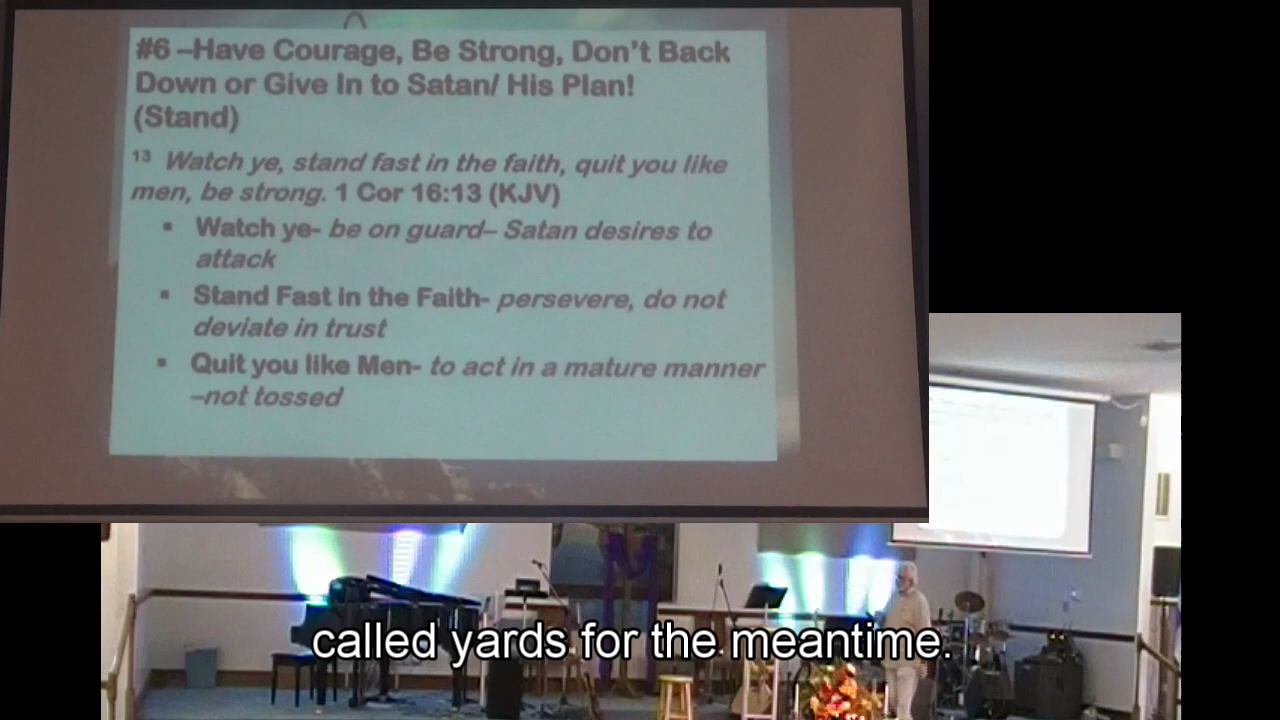 #6 –Have Courage, Be Strong, Don't Back
Down or Give In to Satan/ His Plan!
(Stand)
13 Watch ye, stand fast in the faith, quit you like
men, be strong. 1 Cor 16:13 (KJV)
▪ Watch ye- be on guard– Satan desires to
attack
▪ Stand Fast in the Faith- persevere, do not
deviate in trust
▪ Quit you like Men- to act in a mature manner
–not tossed
called yards for the meantime.